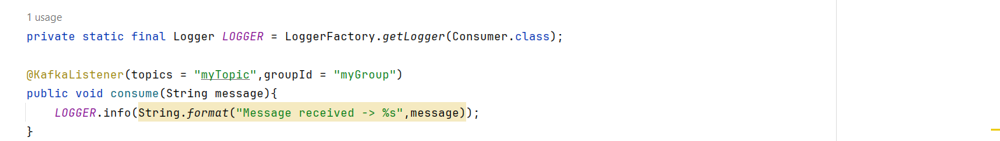 1 usage
private static final Logger LOGGER = LoggerFactory.getLogger(Consumer.class);
@KafkaListener(topics = "myTopic",groupId = "myGroup")
public void consume(String message){
    LOGGER.info(String.format("Message received -> %s",message));
}